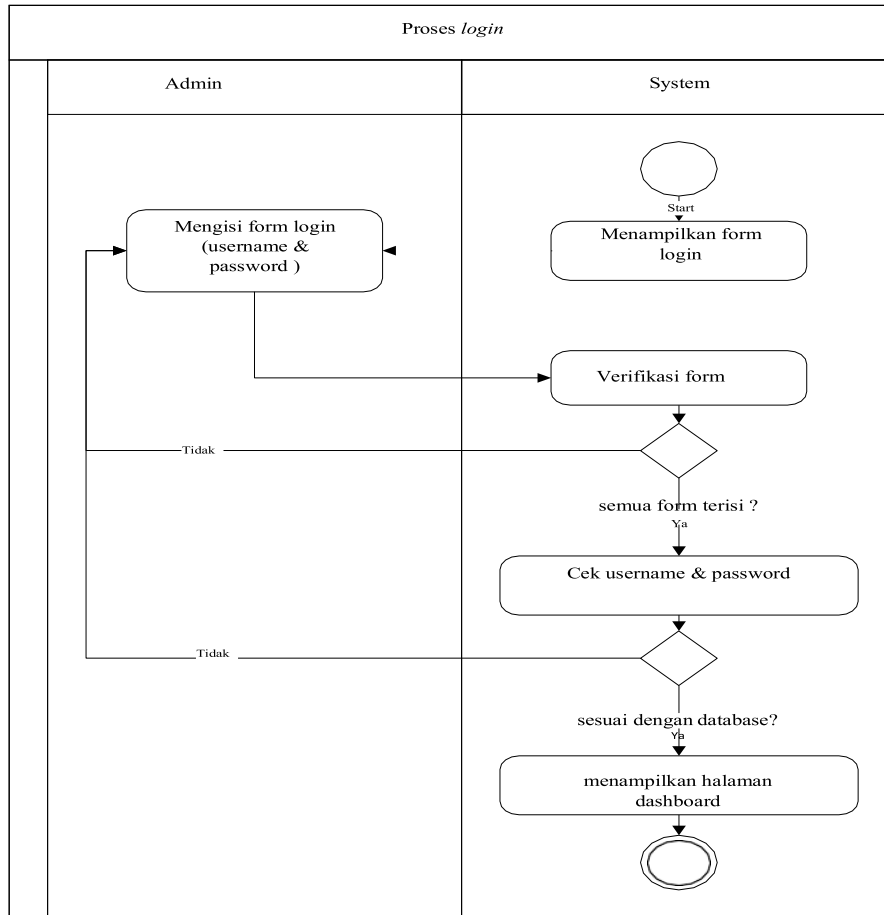 Proses login
Admin
System
Start
Menampilkan form
login
Mengisi form login
(username &
password )
Verifikasi form
Tidak
semua form terisi ?
Ya
Cek username & password
Tidak
sesuai dengan database?
Ya
menampilkan halaman
dashboard